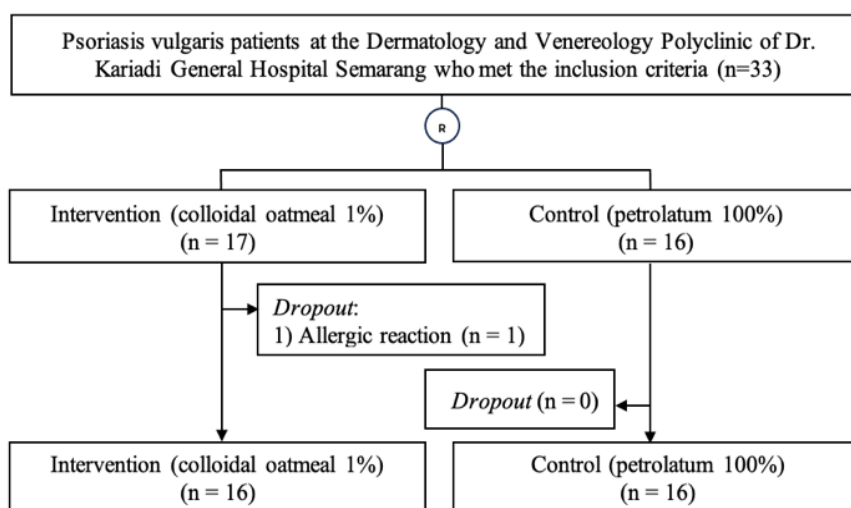 Psoriasis vulgaris patients at the Dermatology and Venereology Polyclinic of Dr.
Kariadi General Hospital Semarang who met the inclusion criteria (n=33)
R
Intervention (colloidal oatmeal 1%)
(n = 17)
Control (petrolatum 100%)
(n = 16)
Dropout:
1) Allergic reaction (n = 1)
Dropout (n = 0)
Intervention (colloidal oatmeal 1%)
(n = 16)
Control (petrolatum 100%)
(n = 16)